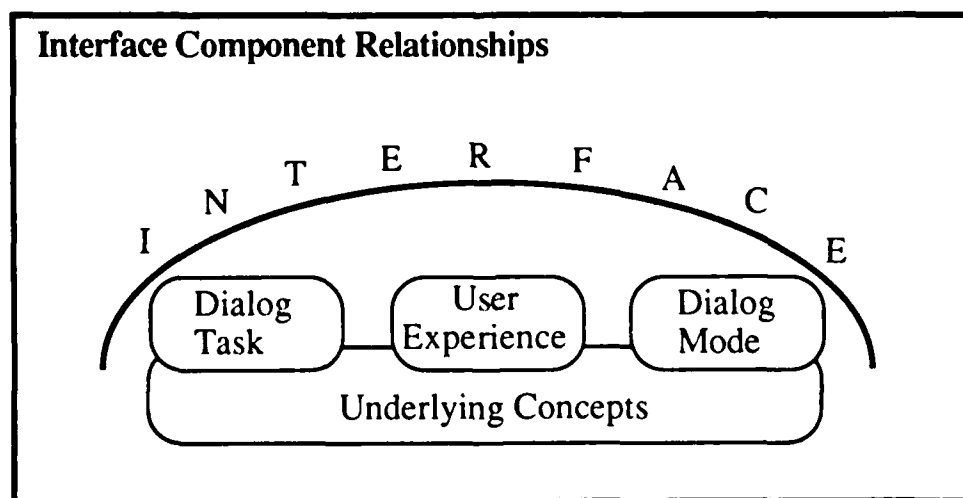 Interface Component Relationships
I N T E R F A C E
Dialog
Task
User
Experience
Dialog
Mode
Underlying Concepts